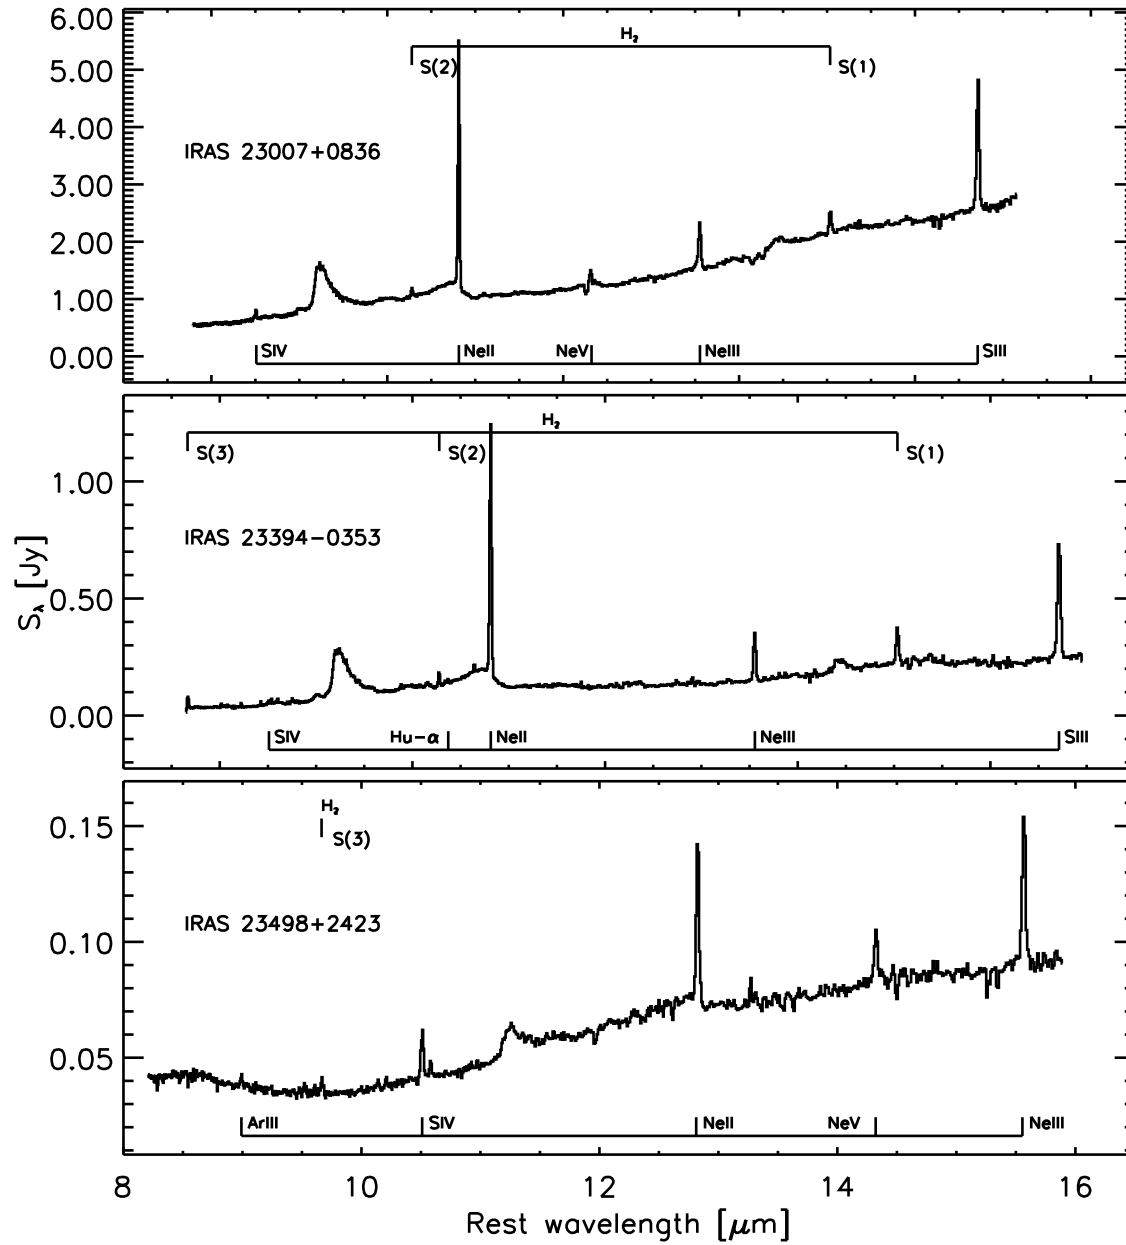 6.00
5.00
4.00
3.00
2.00
1.00
0.00
H₂
S(2)
S(1)
IRAS 23007+0836
SIV
NeII
NeV
NeIII
SIII
1.00
0.50
0.00
H₂
S(3)
S(2)
S(1)
IRAS 23394−0353
SIV
Hu−α
NeII
NeIII
SIII
S_λ [Jy]
0.15
0.10
0.05
H₂
S(3)
IRAS 23498+2423
ArIII
SIV
NeII
NeV
NeIII
8 10 12 14 16
Rest wavelength [μm]